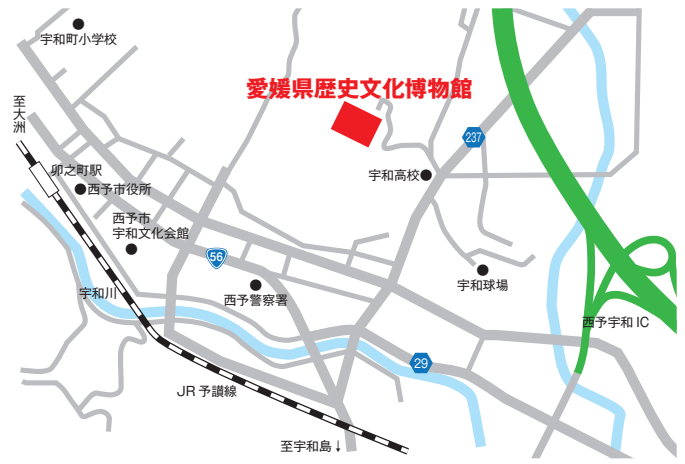 宇和町小学校
愛媛県歴史文化博物館
至大洲
237
宇和高校
卯之町駅
西予市役所
西予市
宇和文化会館
56
宇和球場
宇和川
西予警察署
西予宇和 IC
29
JR 予讃線
至宇和島↓